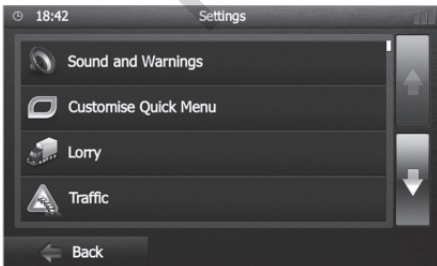 18:42 Settings
Sound and Warnings
Customise Quick Menu
Lorry
Traffic
Back